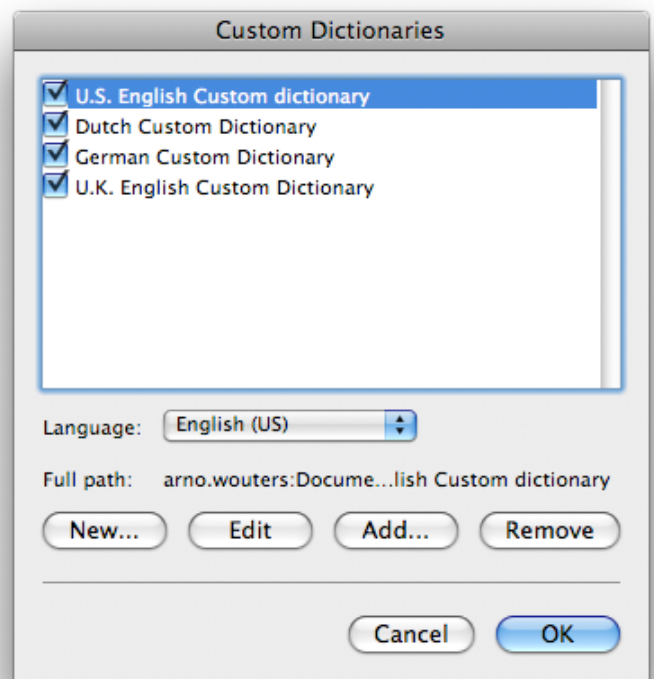 Custom Dictionaries
U.S. English Custom dictionary
Dutch Custom Dictionary
German Custom Dictionary
U.K. English Custom Dictionary
Language: English (US)
Full path: arno.wouters:Docume...lish Custom dictionary
New... Edit Add... Remove
Cancel OK